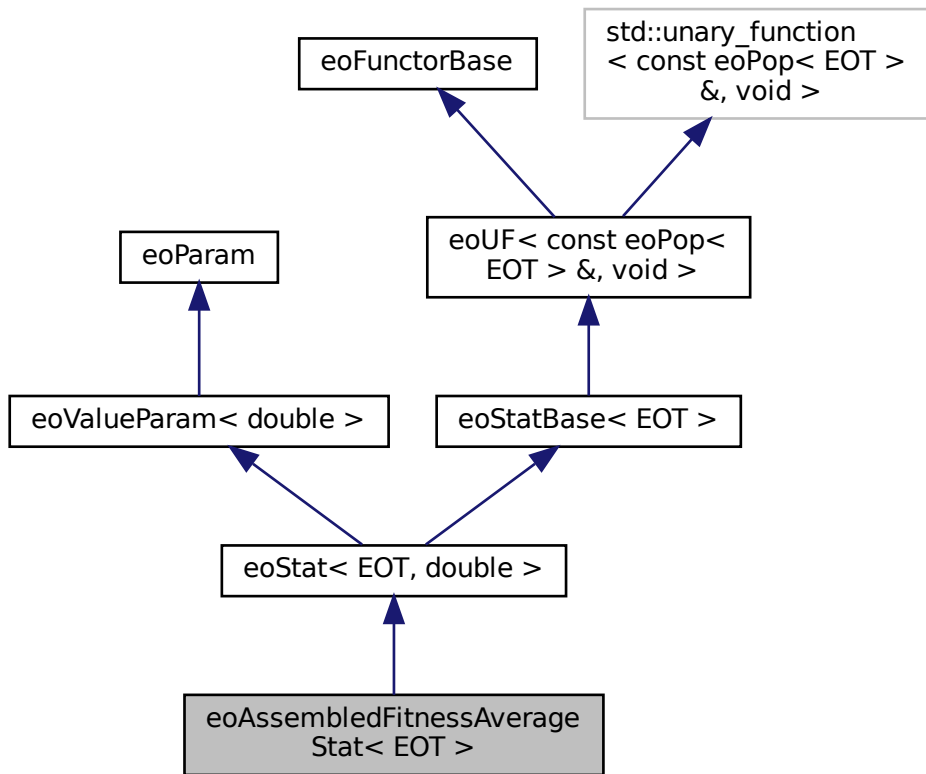 std::unary_function
< const eoPop< EOT >
&, void >
eoFunctorBase
eoUF< const eoPop<
EOT > &, void >
eoParam
eoValueParam< double >
eoStatBase< EOT >
eoStat< EOT, double >
eoAssembledFitnessAverage
Stat< EOT >